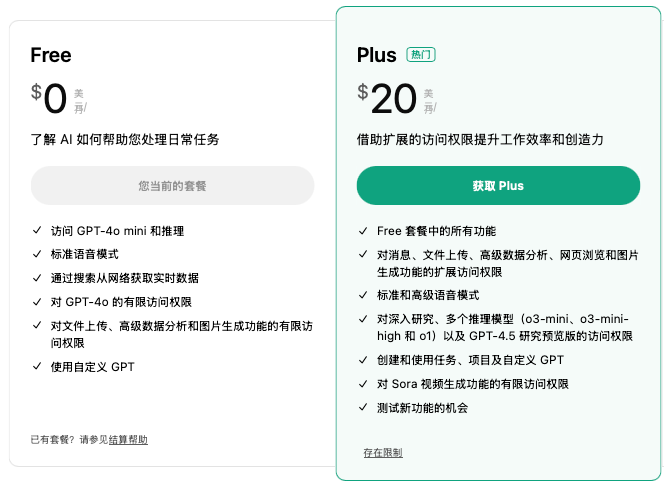 Free
$0 美元/月
了解 AI 如何帮助您处理日常任务
您当前的套餐
访问 GPT-4o mini 和推理
标准语音模式
通过搜索从网络获取实时数据
对 GPT-4o 的有限访问权限
对文件上传、高级数据分析和图片生成功能的有限访
问权限
使用自定义 GPT
已有套餐？请参见结算帮助
Plus 热门
$20 美元/月
借助扩展的访问权限提升工作效率和创造力
获取 Plus
Free 套餐中的所有功能
对消息、文件上传、高级数据分析、网页浏览和图片
生成功能的扩展访问权限
标准和高级语音模式
对深入研究、多个推理模型（o3-mini、o3-mini-
high 和 o1）以及 GPT-4.5 研究预览版的访问权限
创建和使用任务、项目及自定义 GPT
对 Sora 视频生成功能的有限访问权限
测试新功能的机会
存在限制